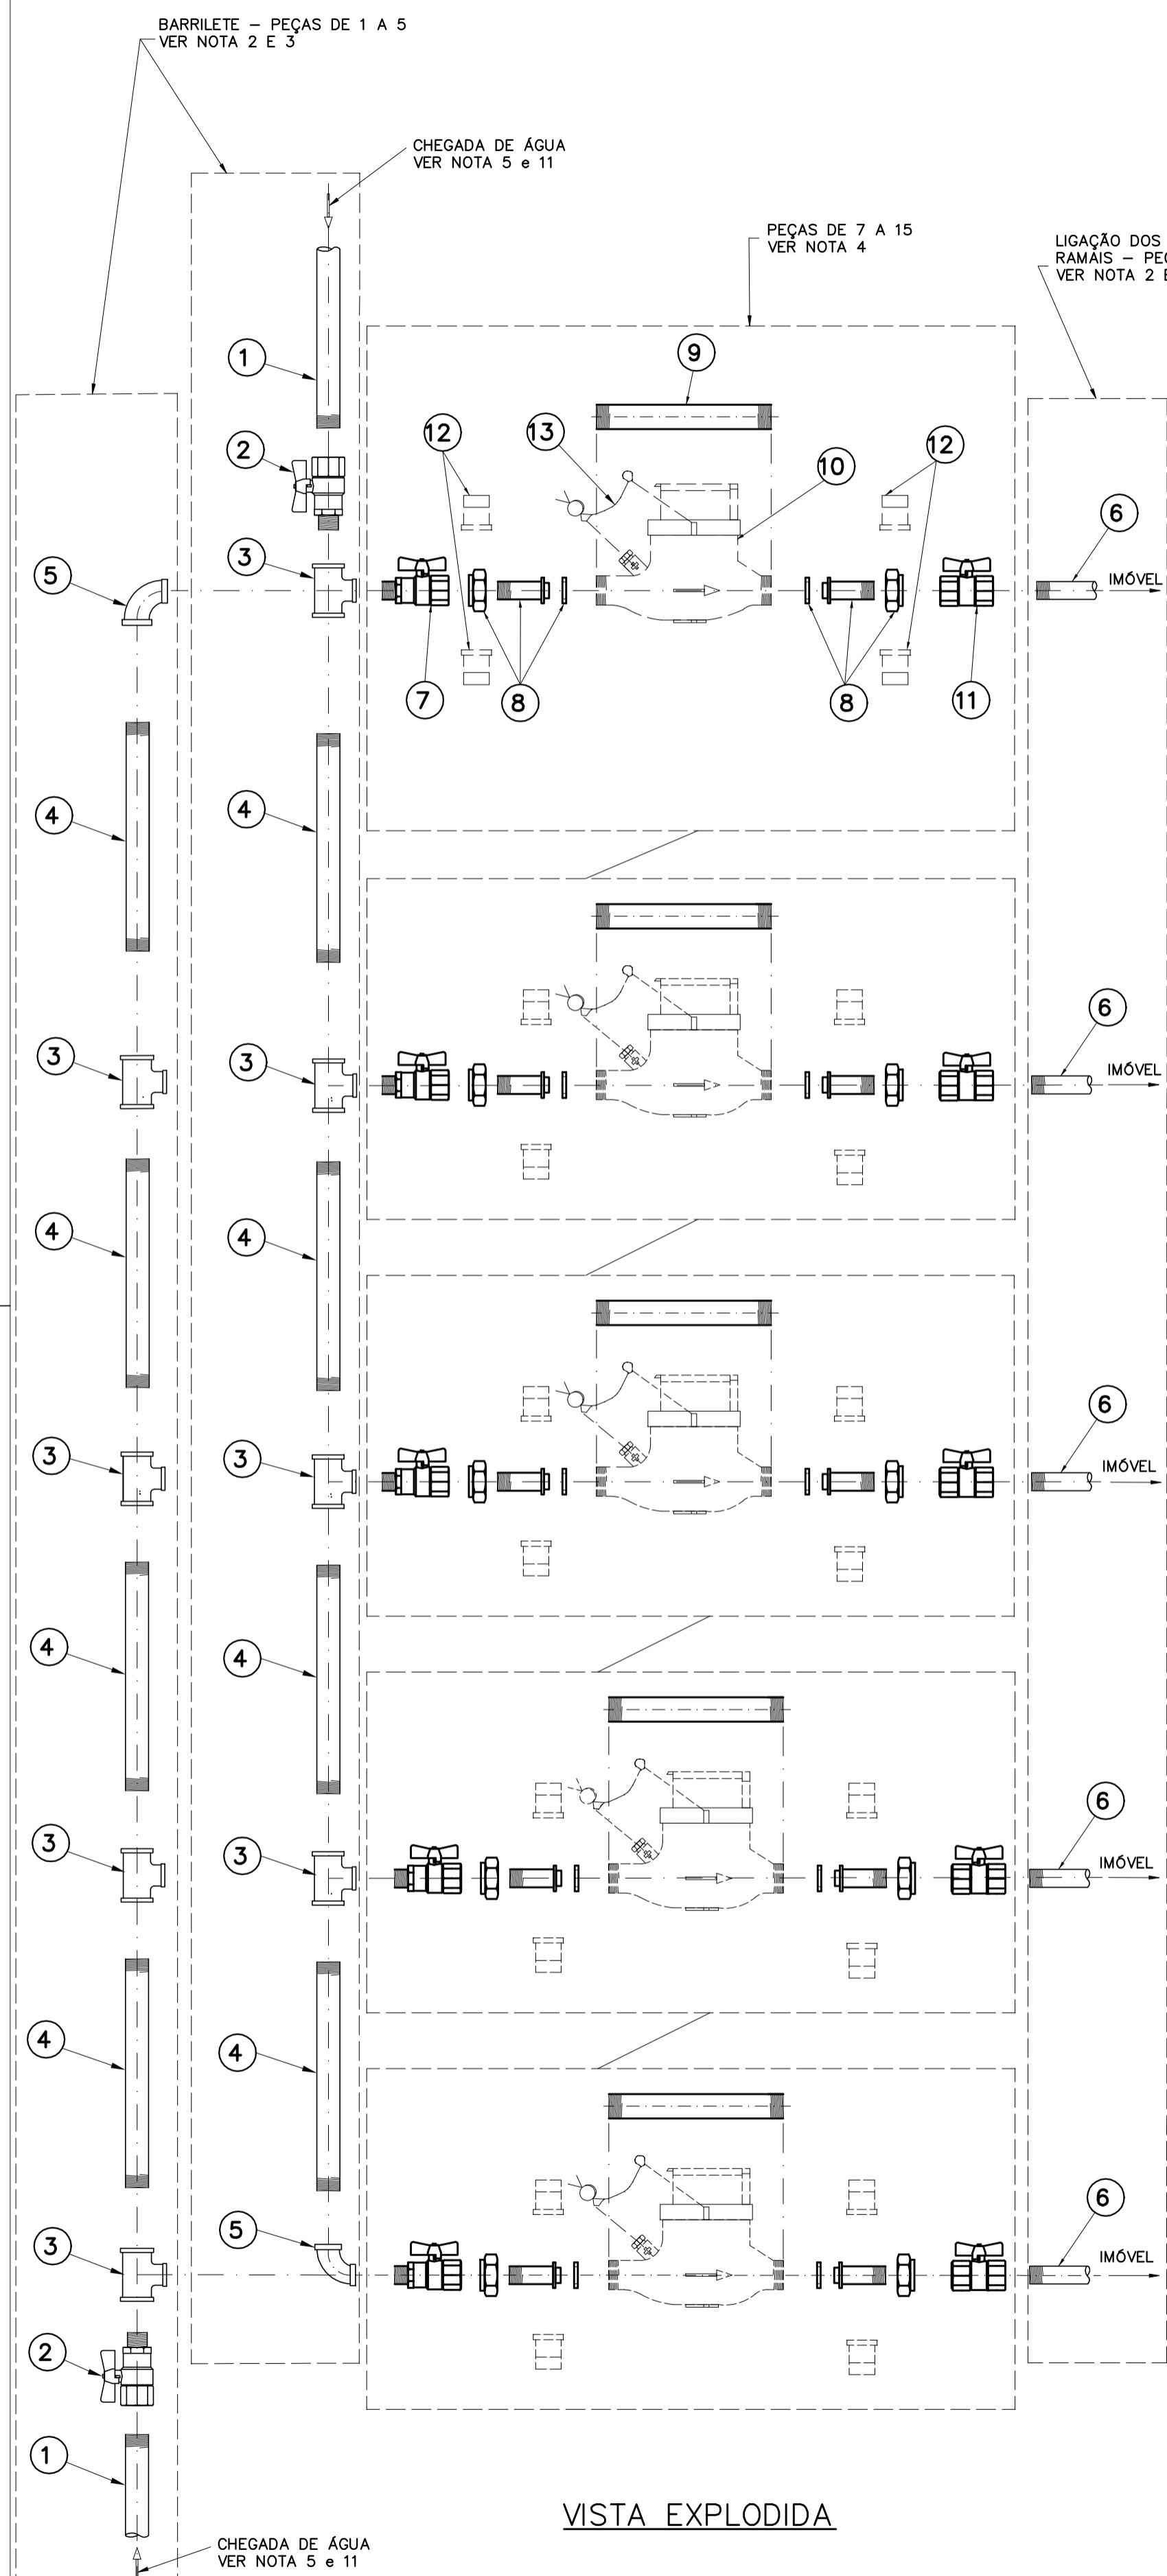 BARRILETE – PEÇAS DE 1 A 5
VER NOTA 2 E 3
CHEGADA DE ÁGUA
VER NOTA 5 e 11
PEÇAS DE 7 A 15
VER NOTA 4
LIGAÇÃO DOS
RAMAIS –
VER NOTA 2
1
9
2
12
13
10
12
3
6
5
IMÓVEL
7
8
8
11
4
4
6
3
3
IMÓVEL
4
4
6
3
3
IMÓVEL
4
4
6
3
3
IMÓVEL
4
4
6
5
3
IMÓVEL
2
1
VISTA EXPLODIDA
CHEGADA DE ÁGUA
VER NOTA 5 e 11